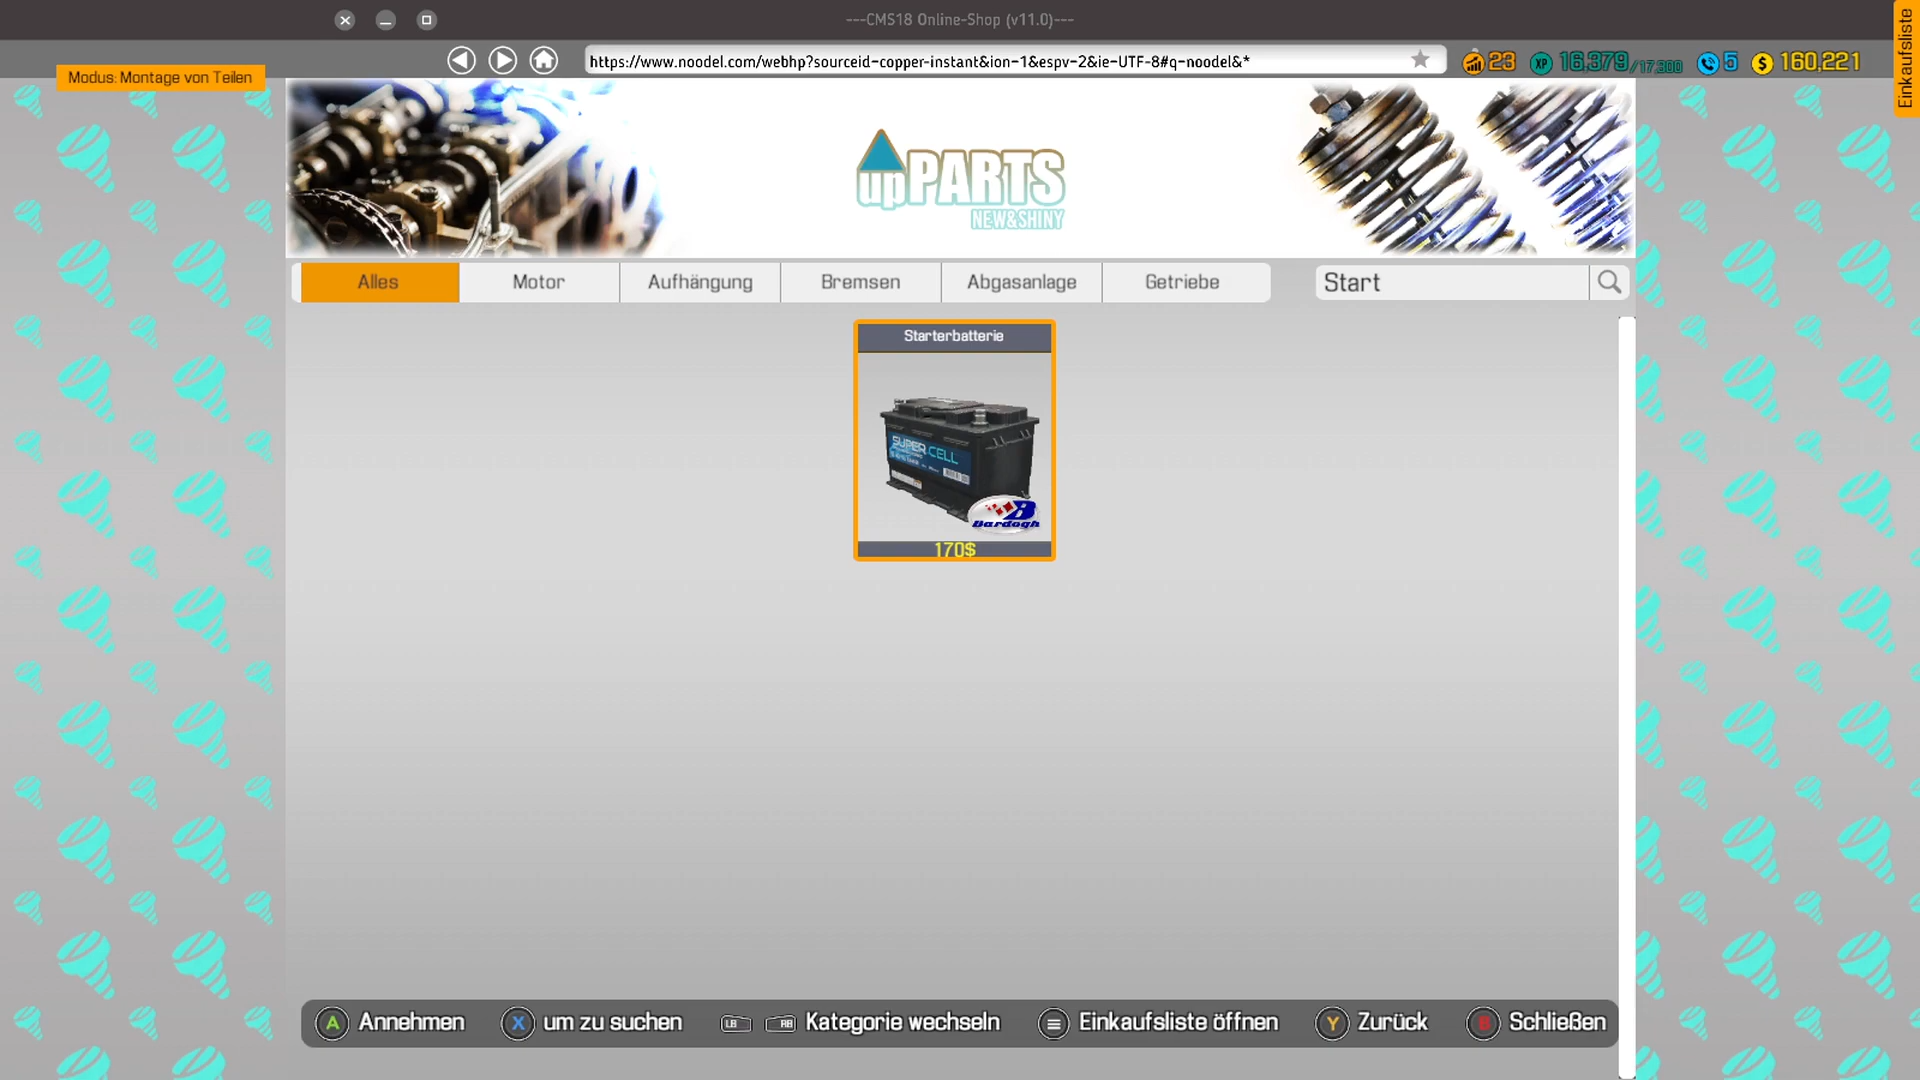 ---CMS18 Online-Shop (v11.0)---
https://www.noodel.com/webhp?sourceid-copper-instant&ion-1&espv-2&ie-UTF-8#q-noodel&*
23
XP 16,379/17,300
5
$ 160,221
Einkaufsliste
Modus: Montage von Teilen
upPARTS
NEW&SHINY
Alles
Motor
Aufhängung
Bremsen
Abgasanlage
Getriebe
Start
Starterbatterie
SUPER CELL
B
Bardogh
170$
A Annehmen
X um zu suchen
LB RB Kategorie wechseln
Einkaufsliste öffnen
Y Zurück
B Schließen